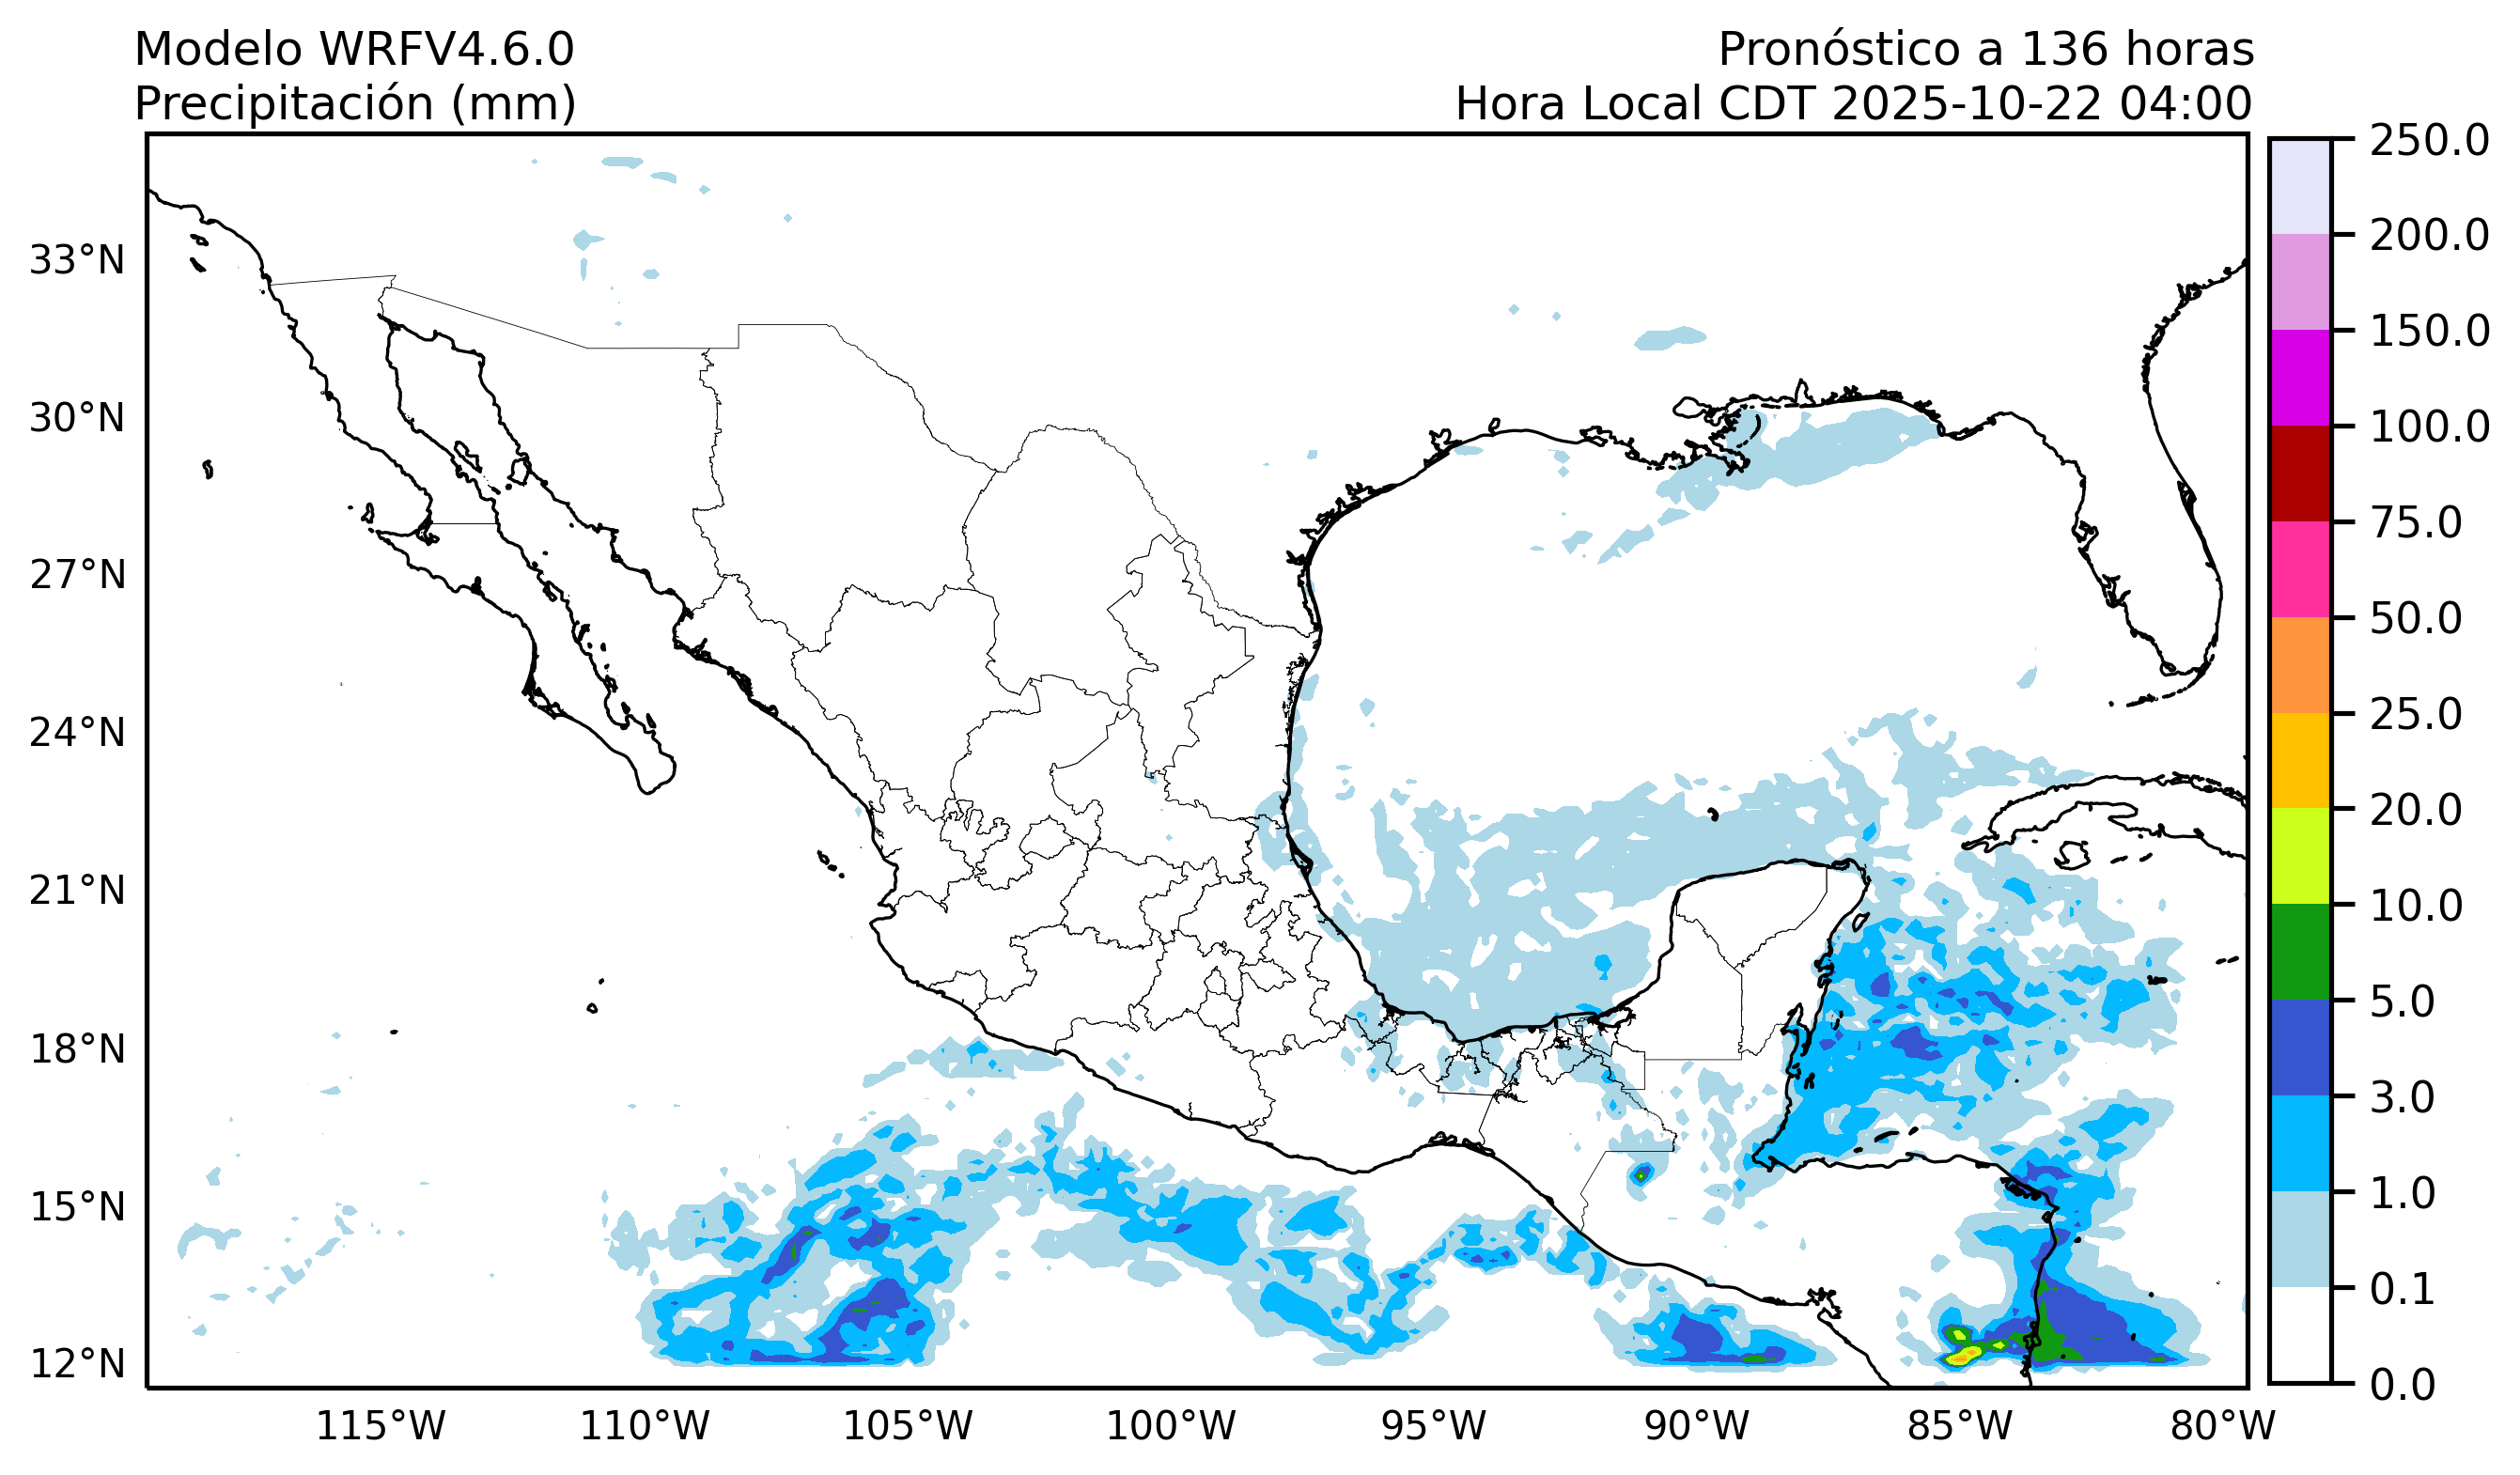 Modelo WRFV4.6.0
Precipitación (mm)
Pronóstico a 136 horas
Hora Local CDT 2025-10-22 04:00
33°N
30°N
27°N
24°N
21°N
18°N
15°N
12°N
115°W
110°W
105°W
100°W
95°W
90°W
85°W
80°W
250.0
200.0
150.0
100.0
75.0
50.0
25.0
20.0
10.0
5.0
3.0
1.0
0.1
0.0